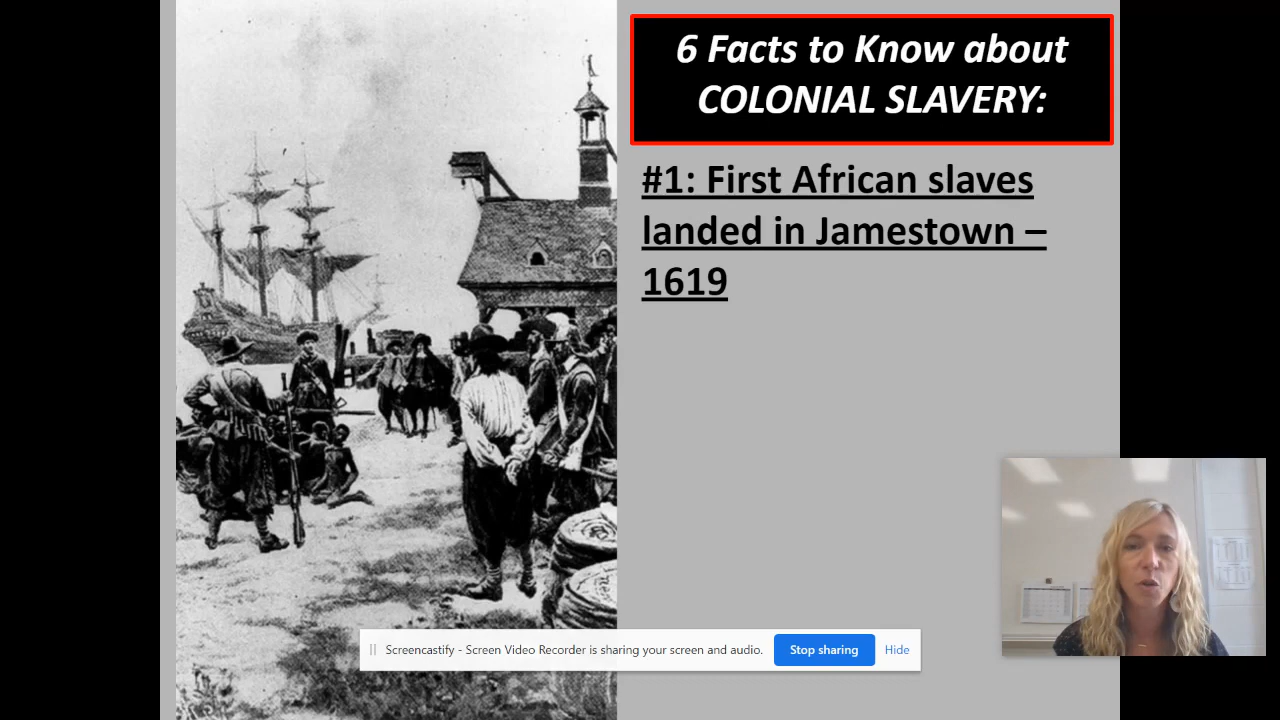 6 Facts to Know about
COLONIAL SLAVERY:
#1: First African slaves
landed in Jamestown –
1619
Screencastify - Screen Video Recorder is sharing your screen and audio.
Stop sharing
Hide